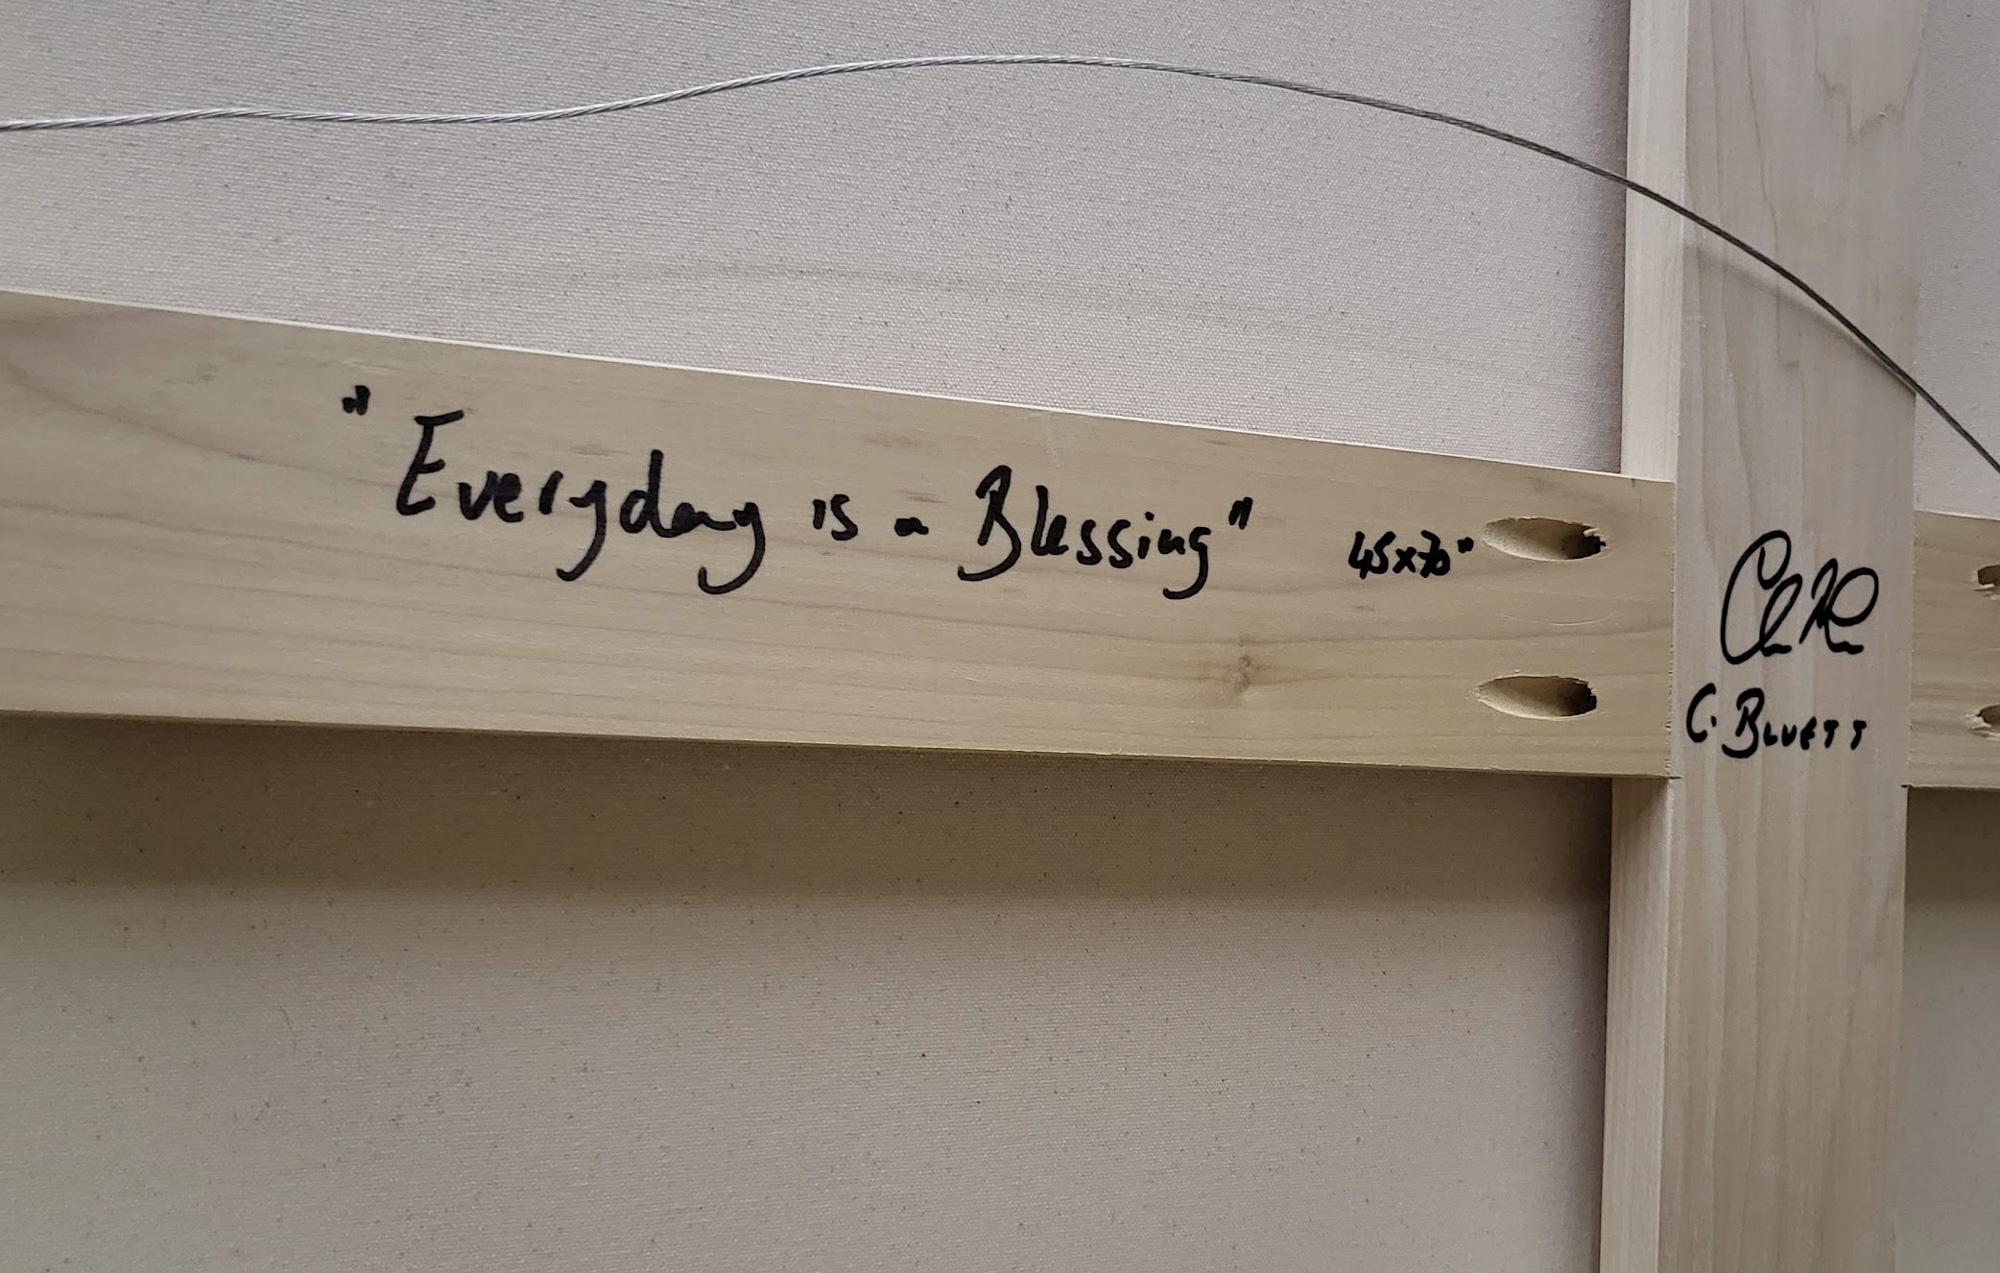 "Everyday is a Blessing" 45x70"
C. BLUETT